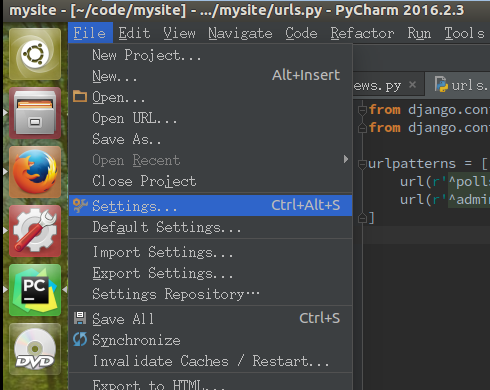 mysite - [~/code/mysite] - .../mysite/urls.py - PyCharm 2016.2.3
File Edit View Navigate Code Refactor Run Tools
New Project...
New... Alt+Insert
Open...
Open URL...
Save As..
Open Recent
Close Project
Settings... Ctrl+Alt+S
Default Settings...
Import Settings...
Export Settings...
Settings Repository…
Save All Ctrl+S
Synchronize
Invalidate Caches / Restart...
Export to HTML...
ews.py × urls.
from django.con
from django.con
urlpatterns = [
url(r'^polls
url(r'^admin
]
PC
DVD